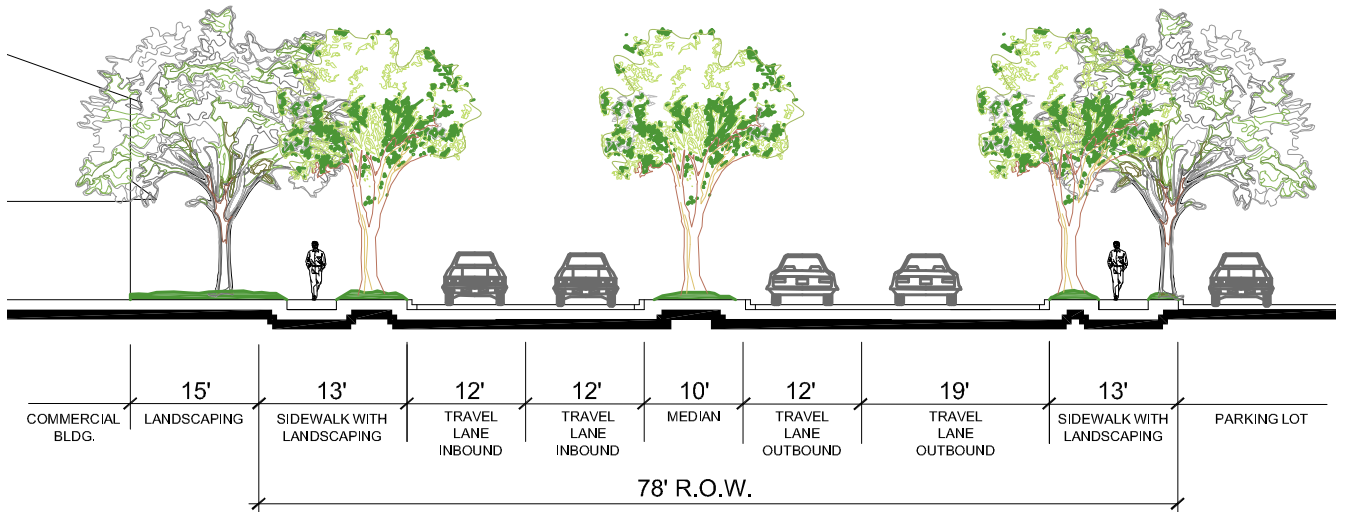 15'
13'
12'
12'
10'
12'
19'
13'
COMMERCIAL
BLDG.
LANDSCAPING
SIDEWALK WITH
LANDSCAPING
TRAVEL
LANE
INBOUND
TRAVEL
LANE
INBOUND
MEDIAN
TRAVEL
LANE
OUTBOUND
TRAVEL
LANE
OUTBOUND
SIDEWALK WITH
LANDSCAPING
PARKING LOT
78' R.O.W.